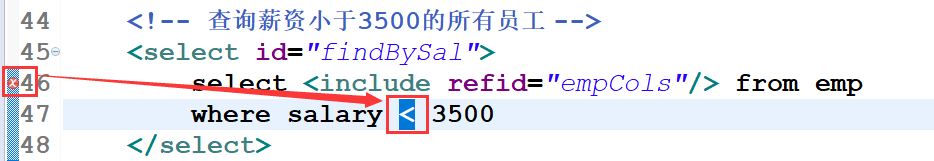 44 <!-- 查询薪资小于3500的所有员工 -->
45 <select id="findBySal">
46 select <include refid="empCols"/> from emp
47 where salary < 3500
48 </select>